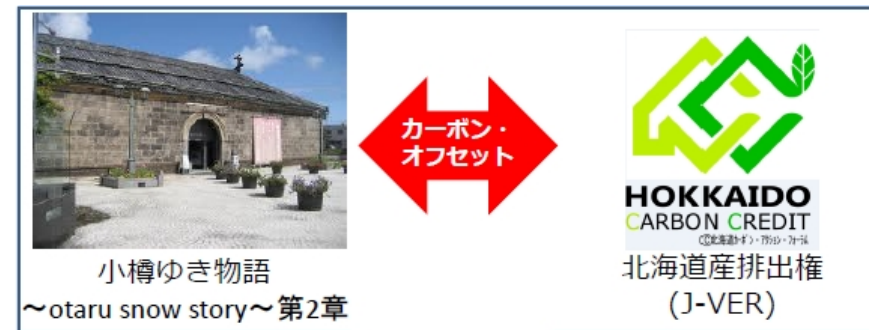 カーボン・
オフセット
HOKKAIDO
CARBON CREDIT
小樽ゆき物語
～otaru snow story～第2章
北海道産排出権
(J-VER)